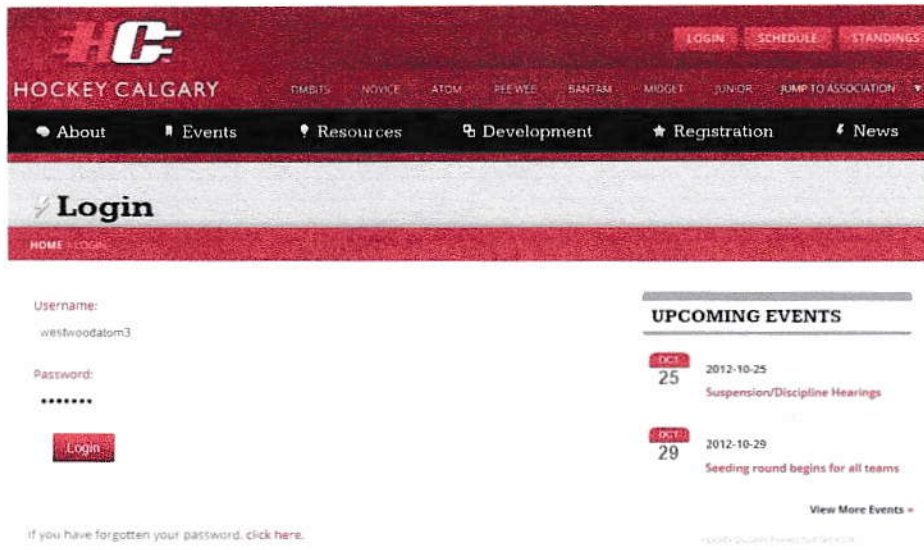 HC
LOGIN SCHEDULE STANDINGS
HOCKEY CALGARY
TIMBITS NOVICE ATOM PEEWEE BANTAM MIDGET JUNIOR JUMP TO ASSOCIATION
About Events Resources Development Registration News
Login
HOME > LOGIN
Username:
westwoodatom3
Password:
•••••••
Login
If you have forgotten your password, click here.
UPCOMING EVENTS
OCT
25
2012-10-25
Suspension/Discipline Hearings
OCT
29
2012-10-29
Seeding round begins for all teams
View More Events »